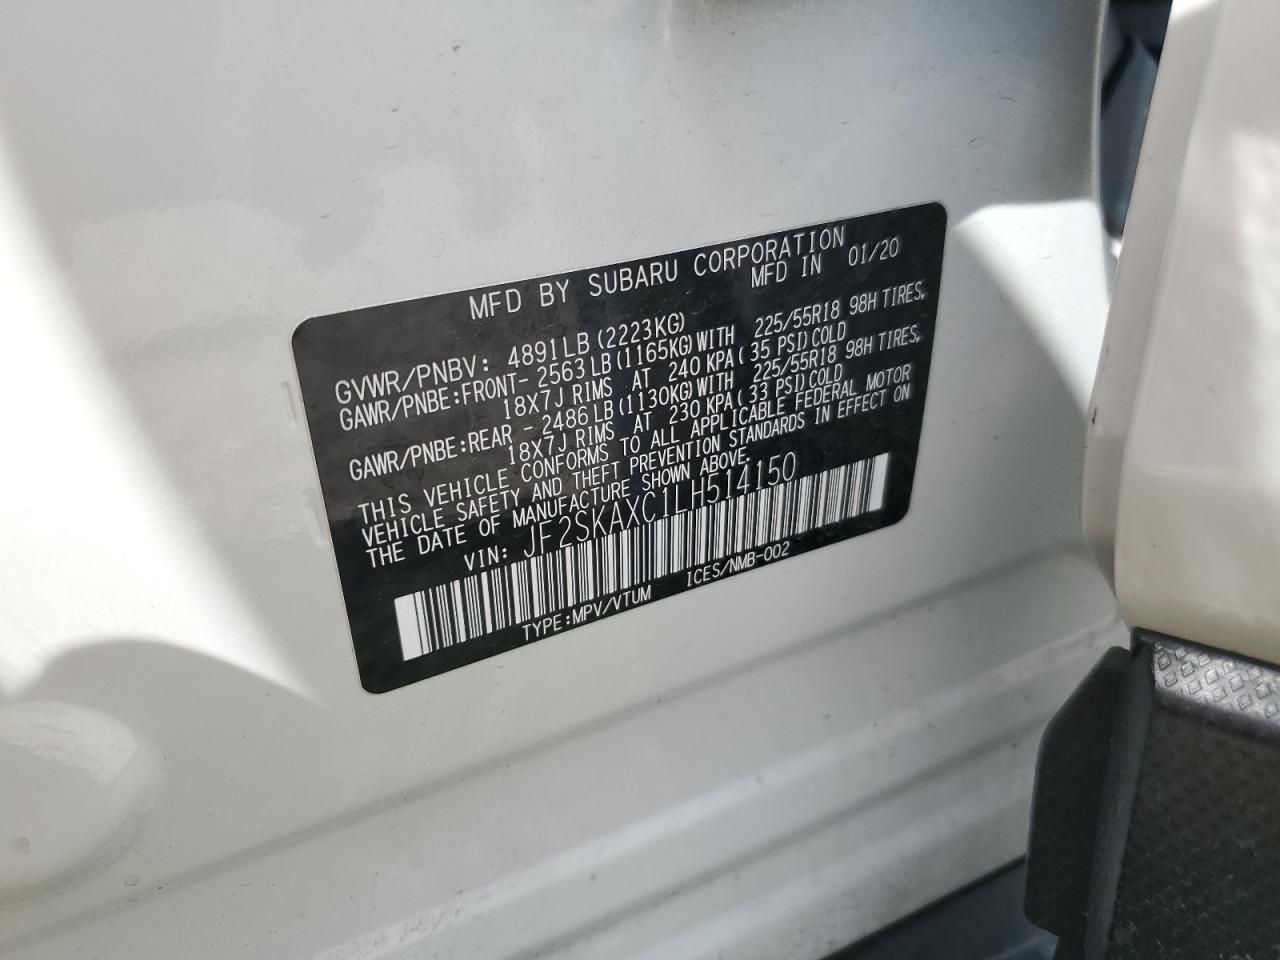 MFD BY SUBARU CORPORATION
MFD IN 01/20
GVWR/PNBV: 4891LB (2223KG)
GAWR/PNBE:FRONT- 2563LB(1165KG)WITH 225/55R18 98H TIRES,
18X7J RIMS AT 240 KPA( 35 PSI)COLD
GAWR/PNBE:REAR - 2486LB(1130KG)WITH 225/55R18 98H TIRES,
18X7J RIMS AT 230 KPA( 33 PSI)COLD
THIS VEHICLE CONFORMS TO ALL APPLICABLE FEDERAL MOTOR
VEHICLE SAFETY AND THEFT PREVENTION STANDARDS IN EFFECT ON
THE DATE OF MANUFACTURE SHOWN ABOVE.
VIN: JF2SKAXC1LH514150
TYPE:MPV/VTUM ICES/NMB-002